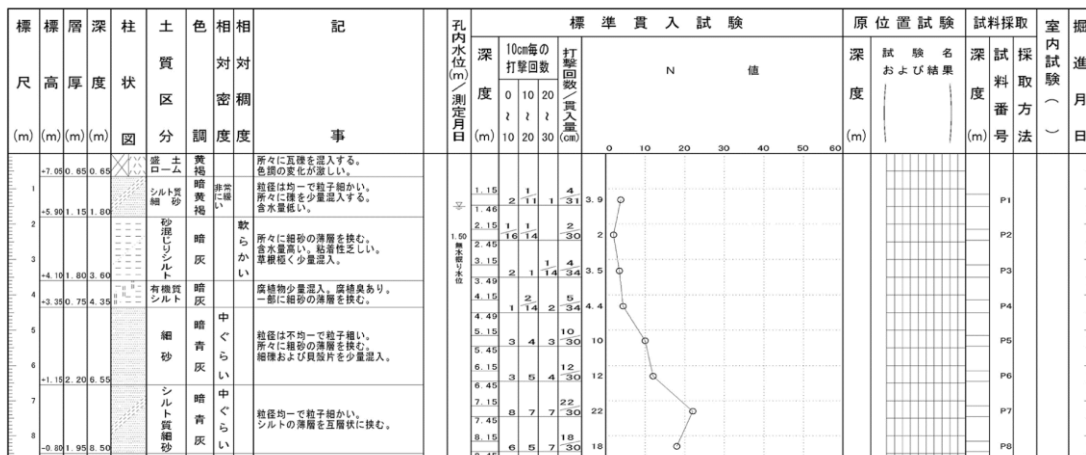 標尺 (m)
標高 (m)
層厚 (m)
深度 (m)
柱状図
土質区分
色調
相対密度
相対稠度
記事
孔内水位(m)/測定月日
標準貫入試験
深度 (m)
10cm毎の打撃回数
0 ～ 10
10 ～ 20
20 ～ 30
打撃回数/貫入量 (cm)
N 値
0 10 20 30 40 50 60
原位置試験
深度 (m)
試験名および結果
試料採取
深度 (m)
試料番号
採取方法
室内試験 ( )
掘進月日
+7.05 0.65 0.65
盛土ローム
黄褐
所々に瓦礫を混入する。
色調の変化が激しい。
1
+5.90 1.15 1.80
シルト質細砂
暗黄褐
非常に緩い
粒径は均一で粒子細かい。
所々に礫を少量混入する。
含水量低い。
2
3
+4.10 1.80 3.60
砂混じりシルト
暗灰
軟らかい
所々に細砂の薄層を挟む。
含水量高い。粘着性乏しい。
草根極く少量混入。
4
+3.35 0.75 4.35
有機質シルト
暗灰
腐植物少量混入。腐植臭あり。
一部に細砂の薄層を挟む。
5
6
+1.15 2.20 6.55
細砂
暗青灰
中ぐらい
粒径は不均一で粒子粗い。
所々に粗砂の薄層を挟む。
細礫および貝殻片を少量混入。
7
8
-0.80 1.95 8.50
シルト質細砂
暗青灰
中ぐらい
粒径均一で粒子細かい。
シルトの薄層を互層状に挟む。
1.50
無水掘り水位
1.15
1.46
2 1/11 1 4/31 3.9 P1
2.15
2.45
1/16 1/14 2/30 2 P2
3.15
3.49
2 1 1/14 4/34 3.5 P3
4.15
4.49
1 2/14 2 5/34 4.4 P4
5.15
5.45
3 4 3 10/30 10 P5
6.15
6.45
3 5 4 12/30 12 P6
7.15
7.45
8 7 7 22/30 22 P7
8.15
6 5 7 18/30 18 P8